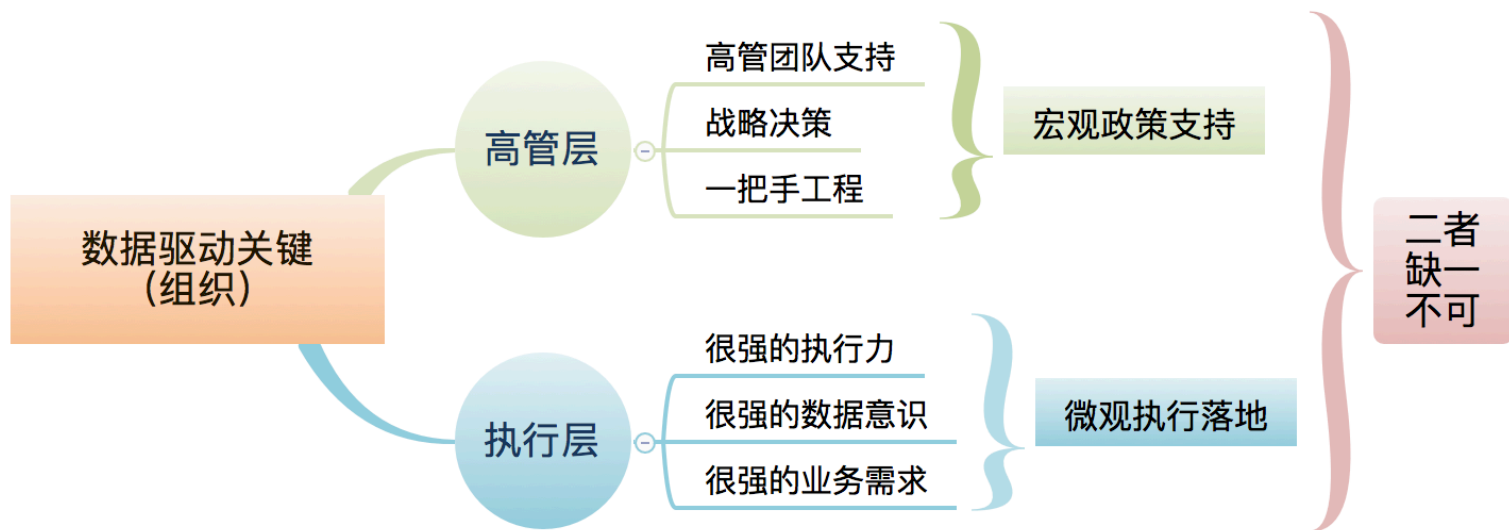 数据驱动关键
（组织）
高管层
高管团队支持
战略决策
一把手工程
宏观政策支持
执行层
很强的执行力
很强的数据意识
很强的业务需求
微观执行落地
二者
缺一
不可